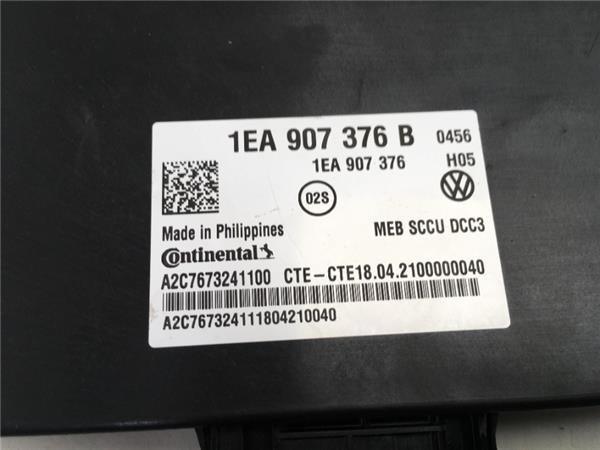 1EA 907 376 B 0456
1EA 907 376 H05
02S
Made in Philippines MEB SCCU DCC3
Continental
A2C7673241100 CTE-CTE18.04.2100000040
A2C767324111804210040